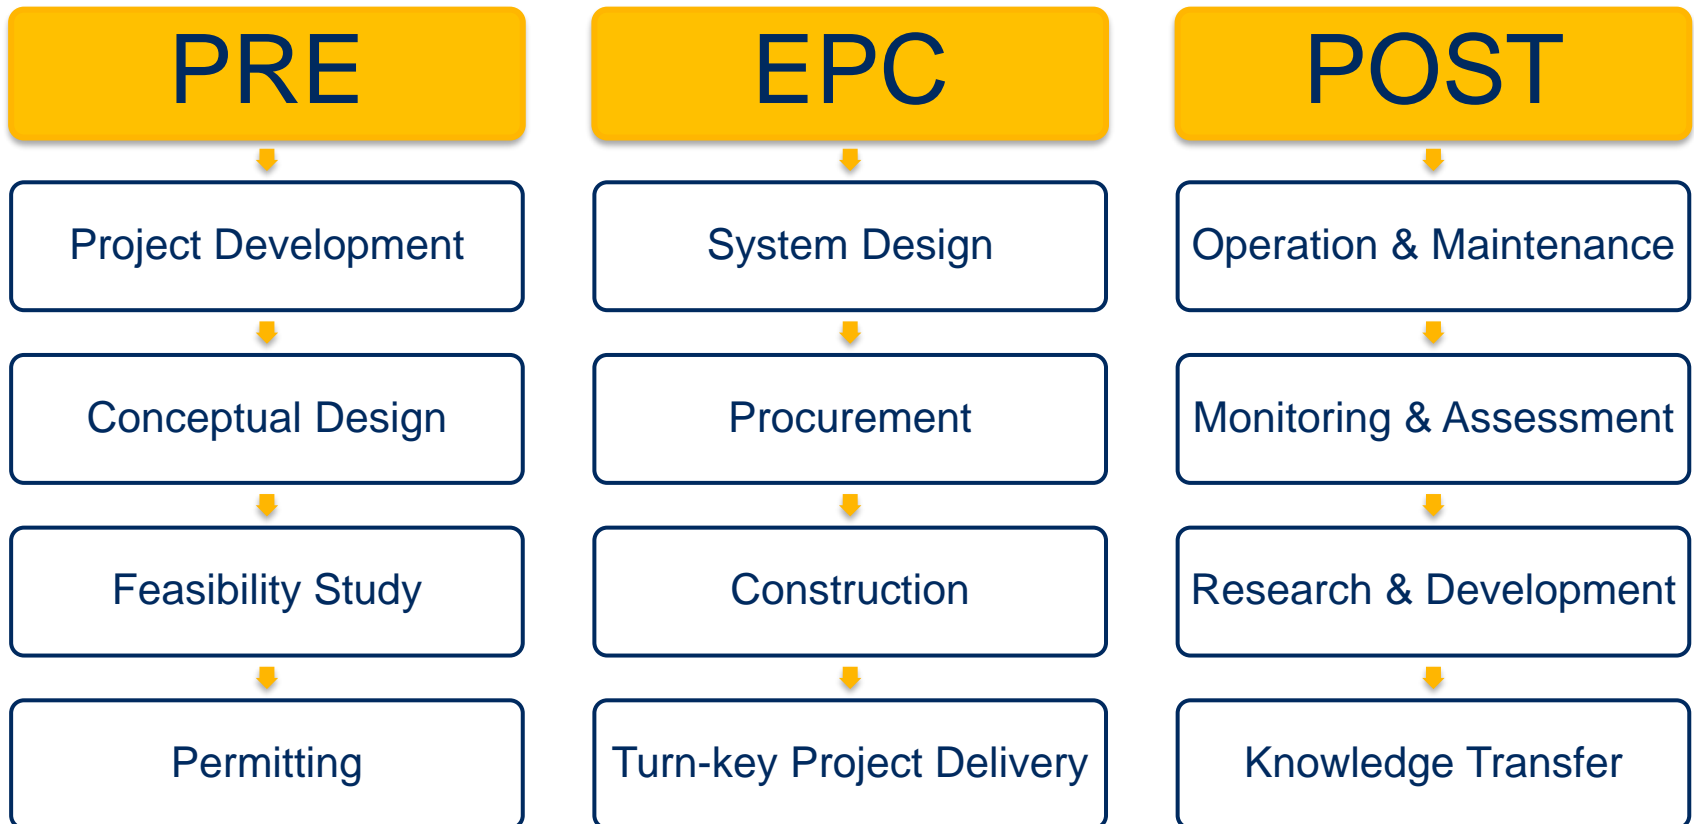 PRE
Project Development
Conceptual Design
Feasibility Study
Permitting
EPC
System Design
Procurement
Construction
Turn-key Project Delivery
POST
Operation & Maintenance
Monitoring & Assessment
Research & Development
Knowledge Transfer